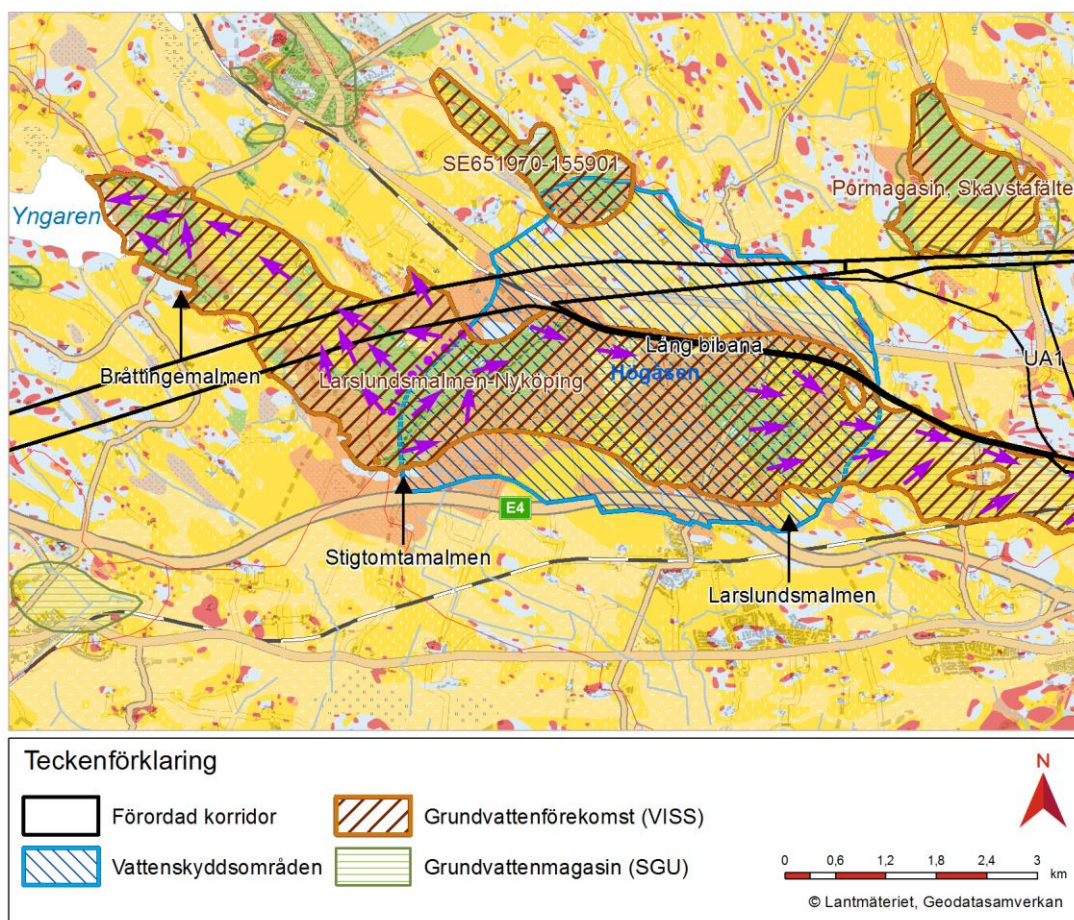 SE651970-155901
Pormagasin, Skavstafälte
Yngaren
Bråttingemalmen
Larslundsmalmen-Nyköping
Lång bibana
Högåsen
UA1
E4
Stigtomtamalmen
Larslundsmalmen
Teckenförklaring
Förordad korridor
Grundvattenförekomst (VISS)
Vattenskyddsområden
Grundvattenmagasin (SGU)
N
0 0,6 1,2 1,8 2,4 3
km
© Lantmäteriet, Geodatasamverkan